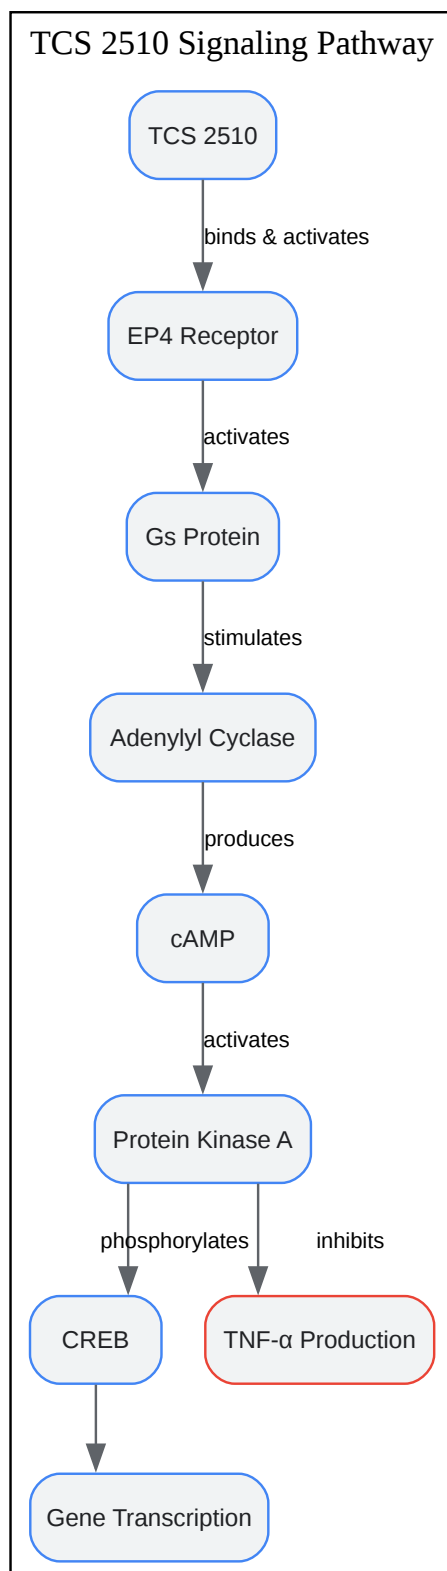 TCS 2510 Signaling Pathway
TCS 2510
binds & activates
EP4 Receptor
activates
Gs Protein
stimulates
Adenylyl Cyclase
produces
cAMP
activates
Protein Kinase A
phosphorylates
inhibits
CREB
TNF-α Production
Gene Transcription